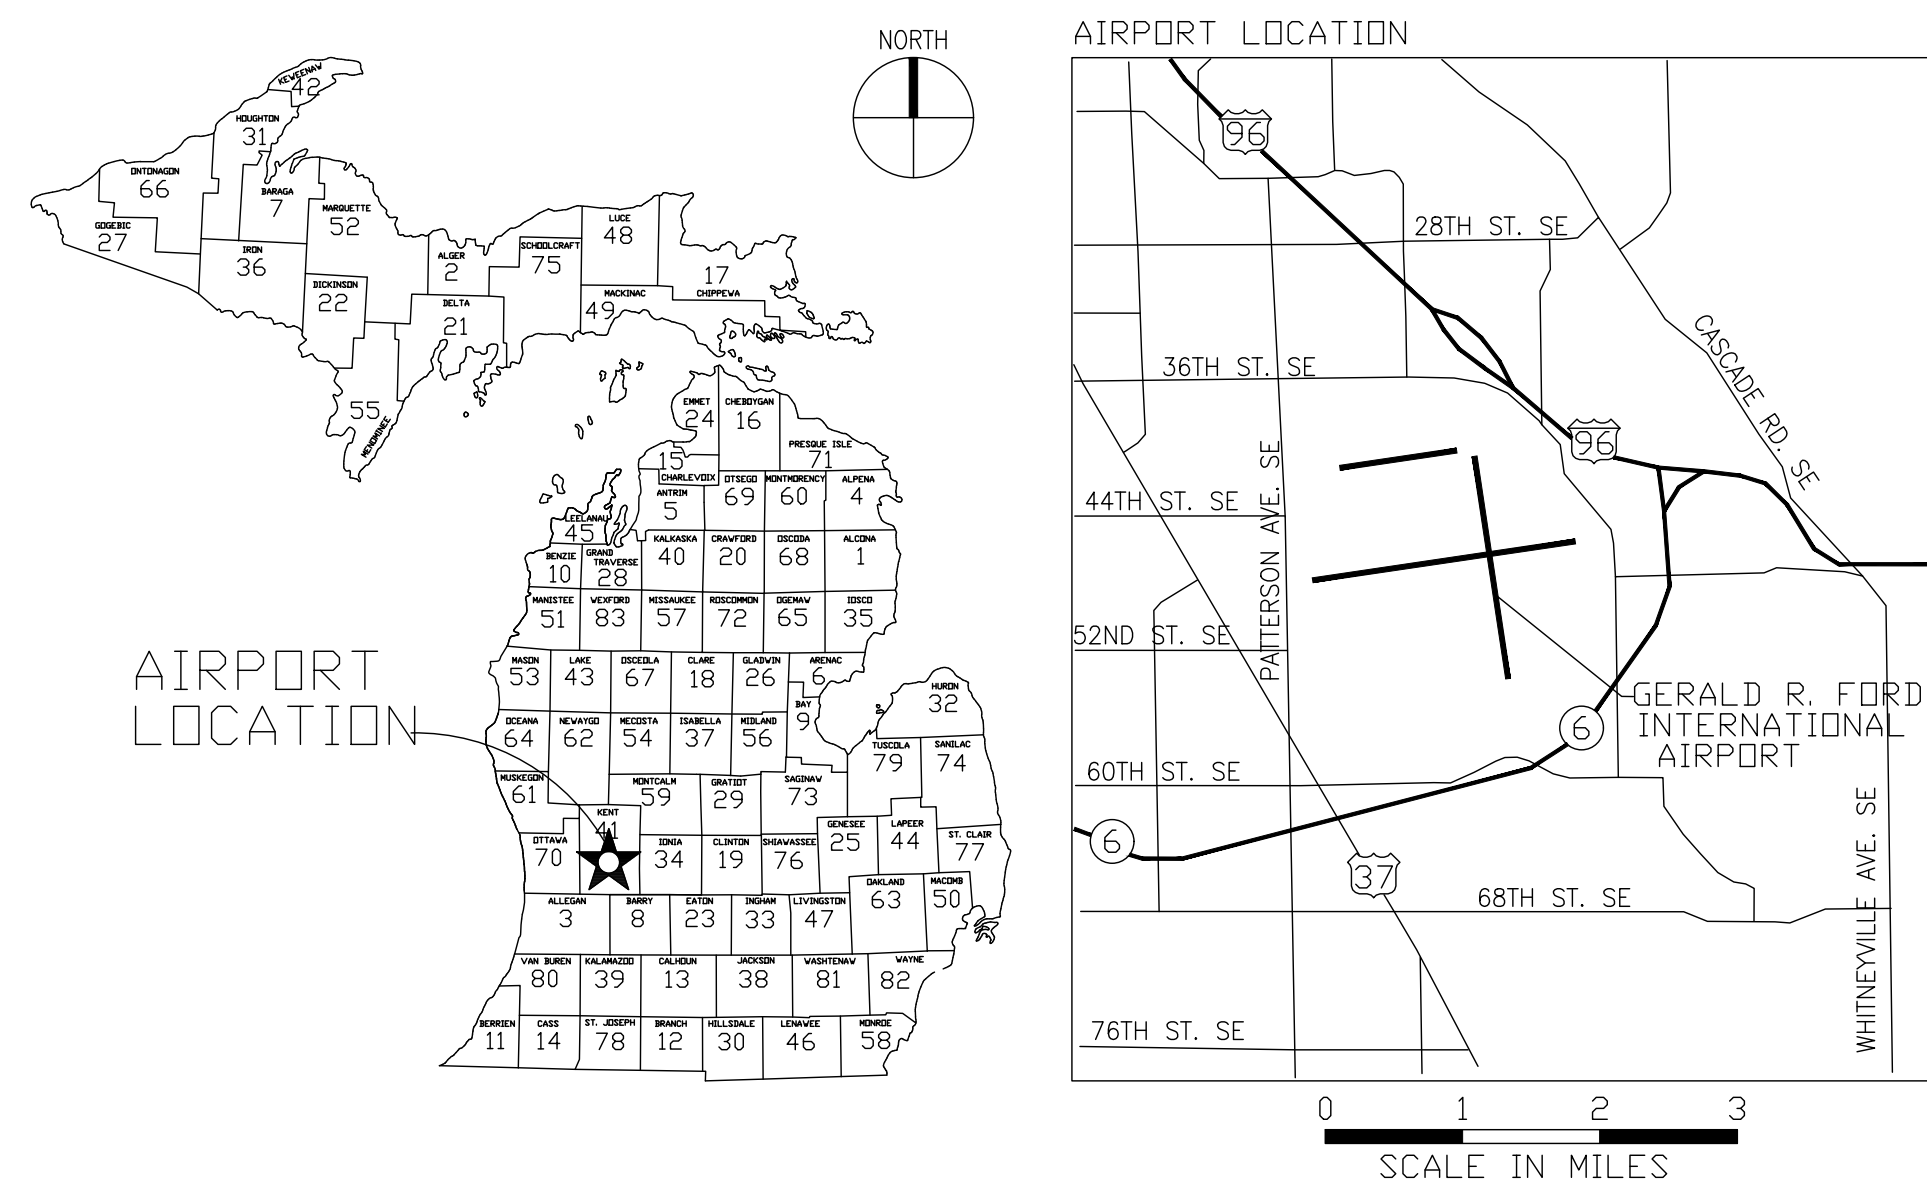 NORTH
KEWEENAW
42
HOUGHTON
31
ONTONAGON
66
BARAGA
7
GOGEBIC
27
MARQUETTE
52
IRON
36
DICKINSON
22
ALGER
2
DELTA
21
SCHOOLCRAFT
75
LUCE
48
17
CHIPPEWA
MACKINAC
49
55
MENOMINEE
EMMET
24
CHEBOYGAN
16
PRESQUE ISLE
71
15
CHARLEVOIX
ANTRIM
5
OTSEGO
69
MONTMORENCY
60
ALPENA
4
LEELANAU
45
BENZIE
10
GRAND
TRAVERSE
28
KALKASKA
40
CRAWFORD
20
OSCODA
68
ALCONA
1
MANISTEE
51
WEXFORD
83
MISSAUKEE
57
ROSCOMMON
72
OGEMAW
65
IOSCO
35
AIRPORT
LOCATION
MASON
53
LAKE
43
OSCEOLA
67
CLARE
18
GLADWIN
26
ARENAC
6
BAY
9
HURON
32
OCEANA
64
NEWAYGO
62
MECOSTA
54
ISABELLA
37
MIDLAND
56
TUSCOLA
79
SANILAC
74
MUSKEGON
61
MONTCALM
59
GRATIOT
29
SAGINAW
73
KENT
41
OTTAWA
70
IONIA
34
CLINTON
19
SHIAWASSEE
76
GENESEE
25
LAPEER
44
ST. CLAIR
77
ALLEGAN
3
BARRY
8
EATON
23
INGHAM
33
LIVINGSTON
47
OAKLAND
63
MACOMB
50
VAN BUREN
80
KALAMAZOO
39
CALHOUN
13
JACKSON
38
WASHTENAW
81
WAYNE
82
BERRIEN
11
CASS
14
ST. JOSEPH
78
BRANCH
12
HILLSDALE
30
LENAWEE
46
MONROE
58
AIRPORT LOCATION
96
28TH ST. SE
36TH ST. SE
CASCADE RD. SE
96
44TH ST. SE
PATTERSON AVE. SE
52ND ST. SE
GERALD R. FORD
INTERNATIONAL
AIRPORT
6
60TH ST. SE
6
37
68TH ST. SE
WHITNEYVILLE AVE. SE
76TH ST. SE
0 1 2 3
SCALE IN MILES